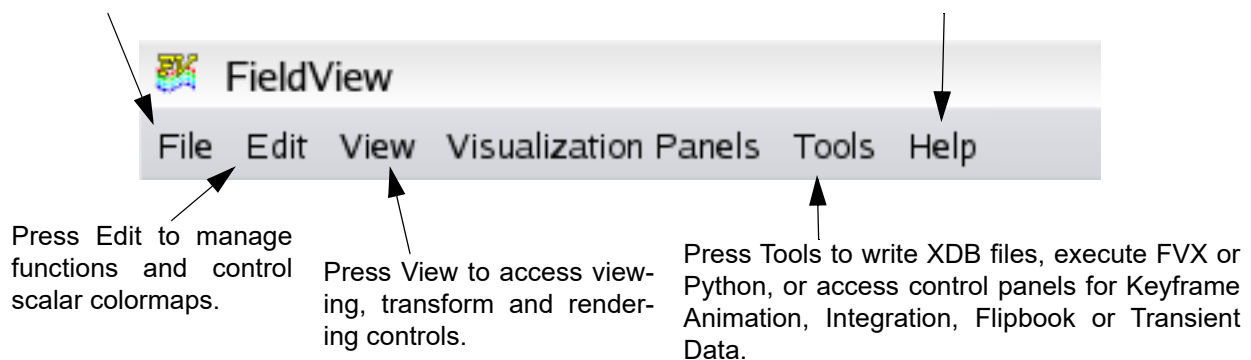 FieldView
File Edit View Visualization Panels Tools Help
Press Edit to manage
functions and control
scalar colormaps.
Press View to access view-
ing, transform and render-
ing controls.
Press Tools to write XDB files, execute FVX or
Python, or access control panels for Keyframe
Animation, Integration, Flipbook or Transient
Data.